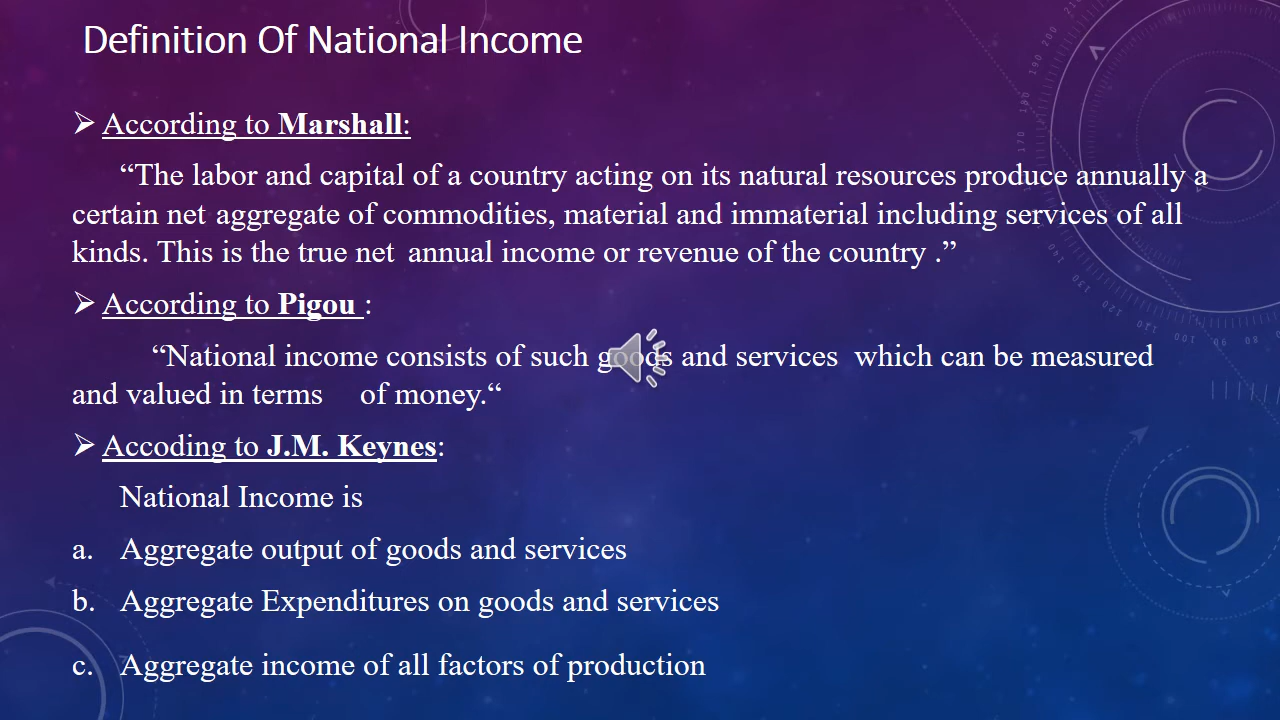 Definition Of National Income
➢ According to Marshall:
“The labor and capital of a country acting on its natural resources produce annually a
certain net aggregate of commodities, material and immaterial including services of all
kinds. This is the true net annual income or revenue of the country .”
➢ According to Pigou :
“National income consists of such goods and services which can be measured
and valued in terms of money.“
➢ Accoding to J.M. Keynes:
National Income is
a. Aggregate output of goods and services
b. Aggregate Expenditures on goods and services
c. Aggregate income of all factors of production